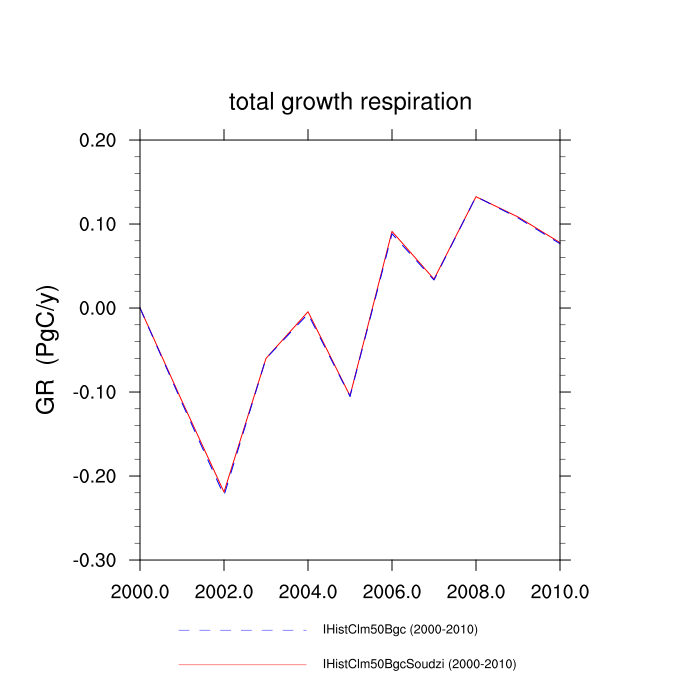 total growth respiration
GR (PgC/y)
0.20
0.10
0.00
-0.10
-0.20
-0.30
2000.0 2002.0 2004.0 2006.0 2008.0 2010.0
IHistClm50Bgc (2000-2010)
IHistClm50BgcSoudzi (2000-2010)